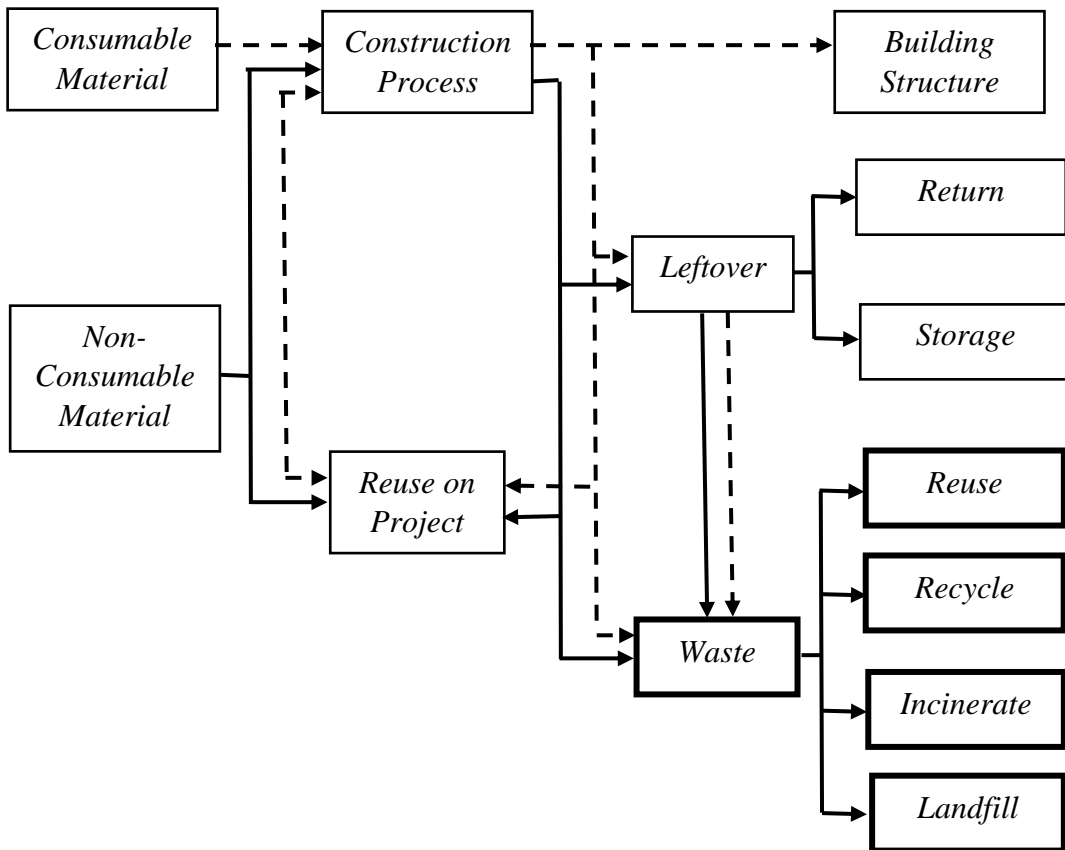 Consumable
Material
Construction
Process
Building
Structure
Return
Leftover
Non-
Consumable
Material
Storage
Reuse on
Project
Reuse
Recycle
Waste
Incinerate
Landfill